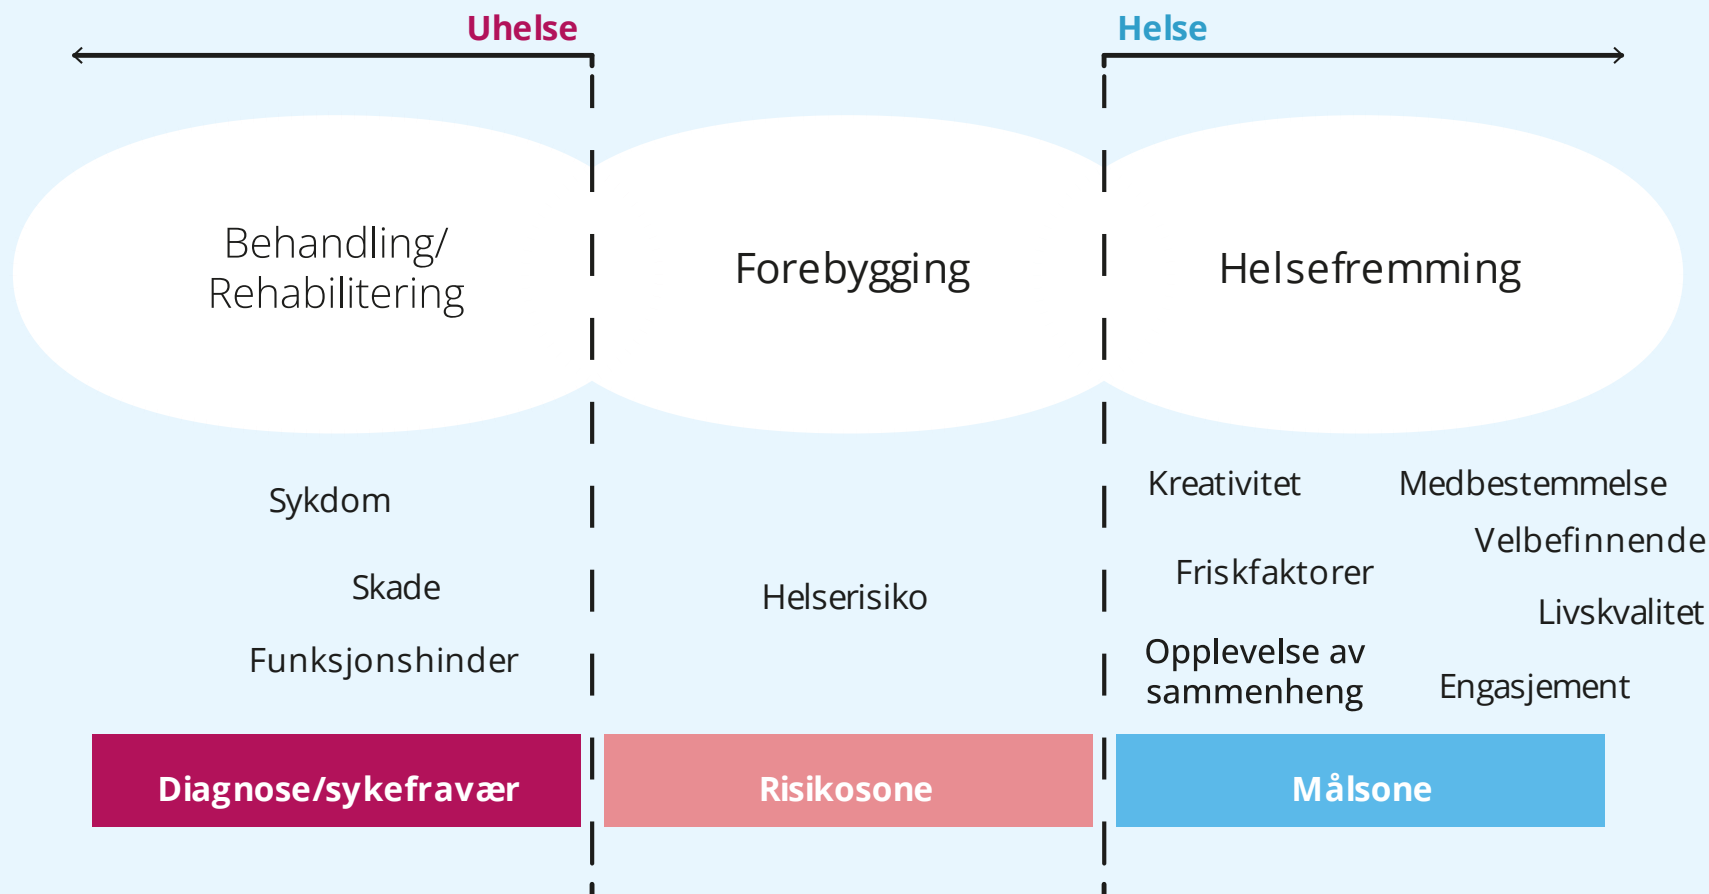 Uhelse
Helse
Behandling/
Rehabilitering
Forebygging
Helsefremming
Sykdom
Skade
Funksjonshinder
Helserisiko
Kreativitet
Medbestemmelse
Velbefinnende
Friskfaktorer
Livskvalitet
Opplevelse av
sammenheng
Engasjement
Diagnose/sykefravær
Risikosone
Målsone